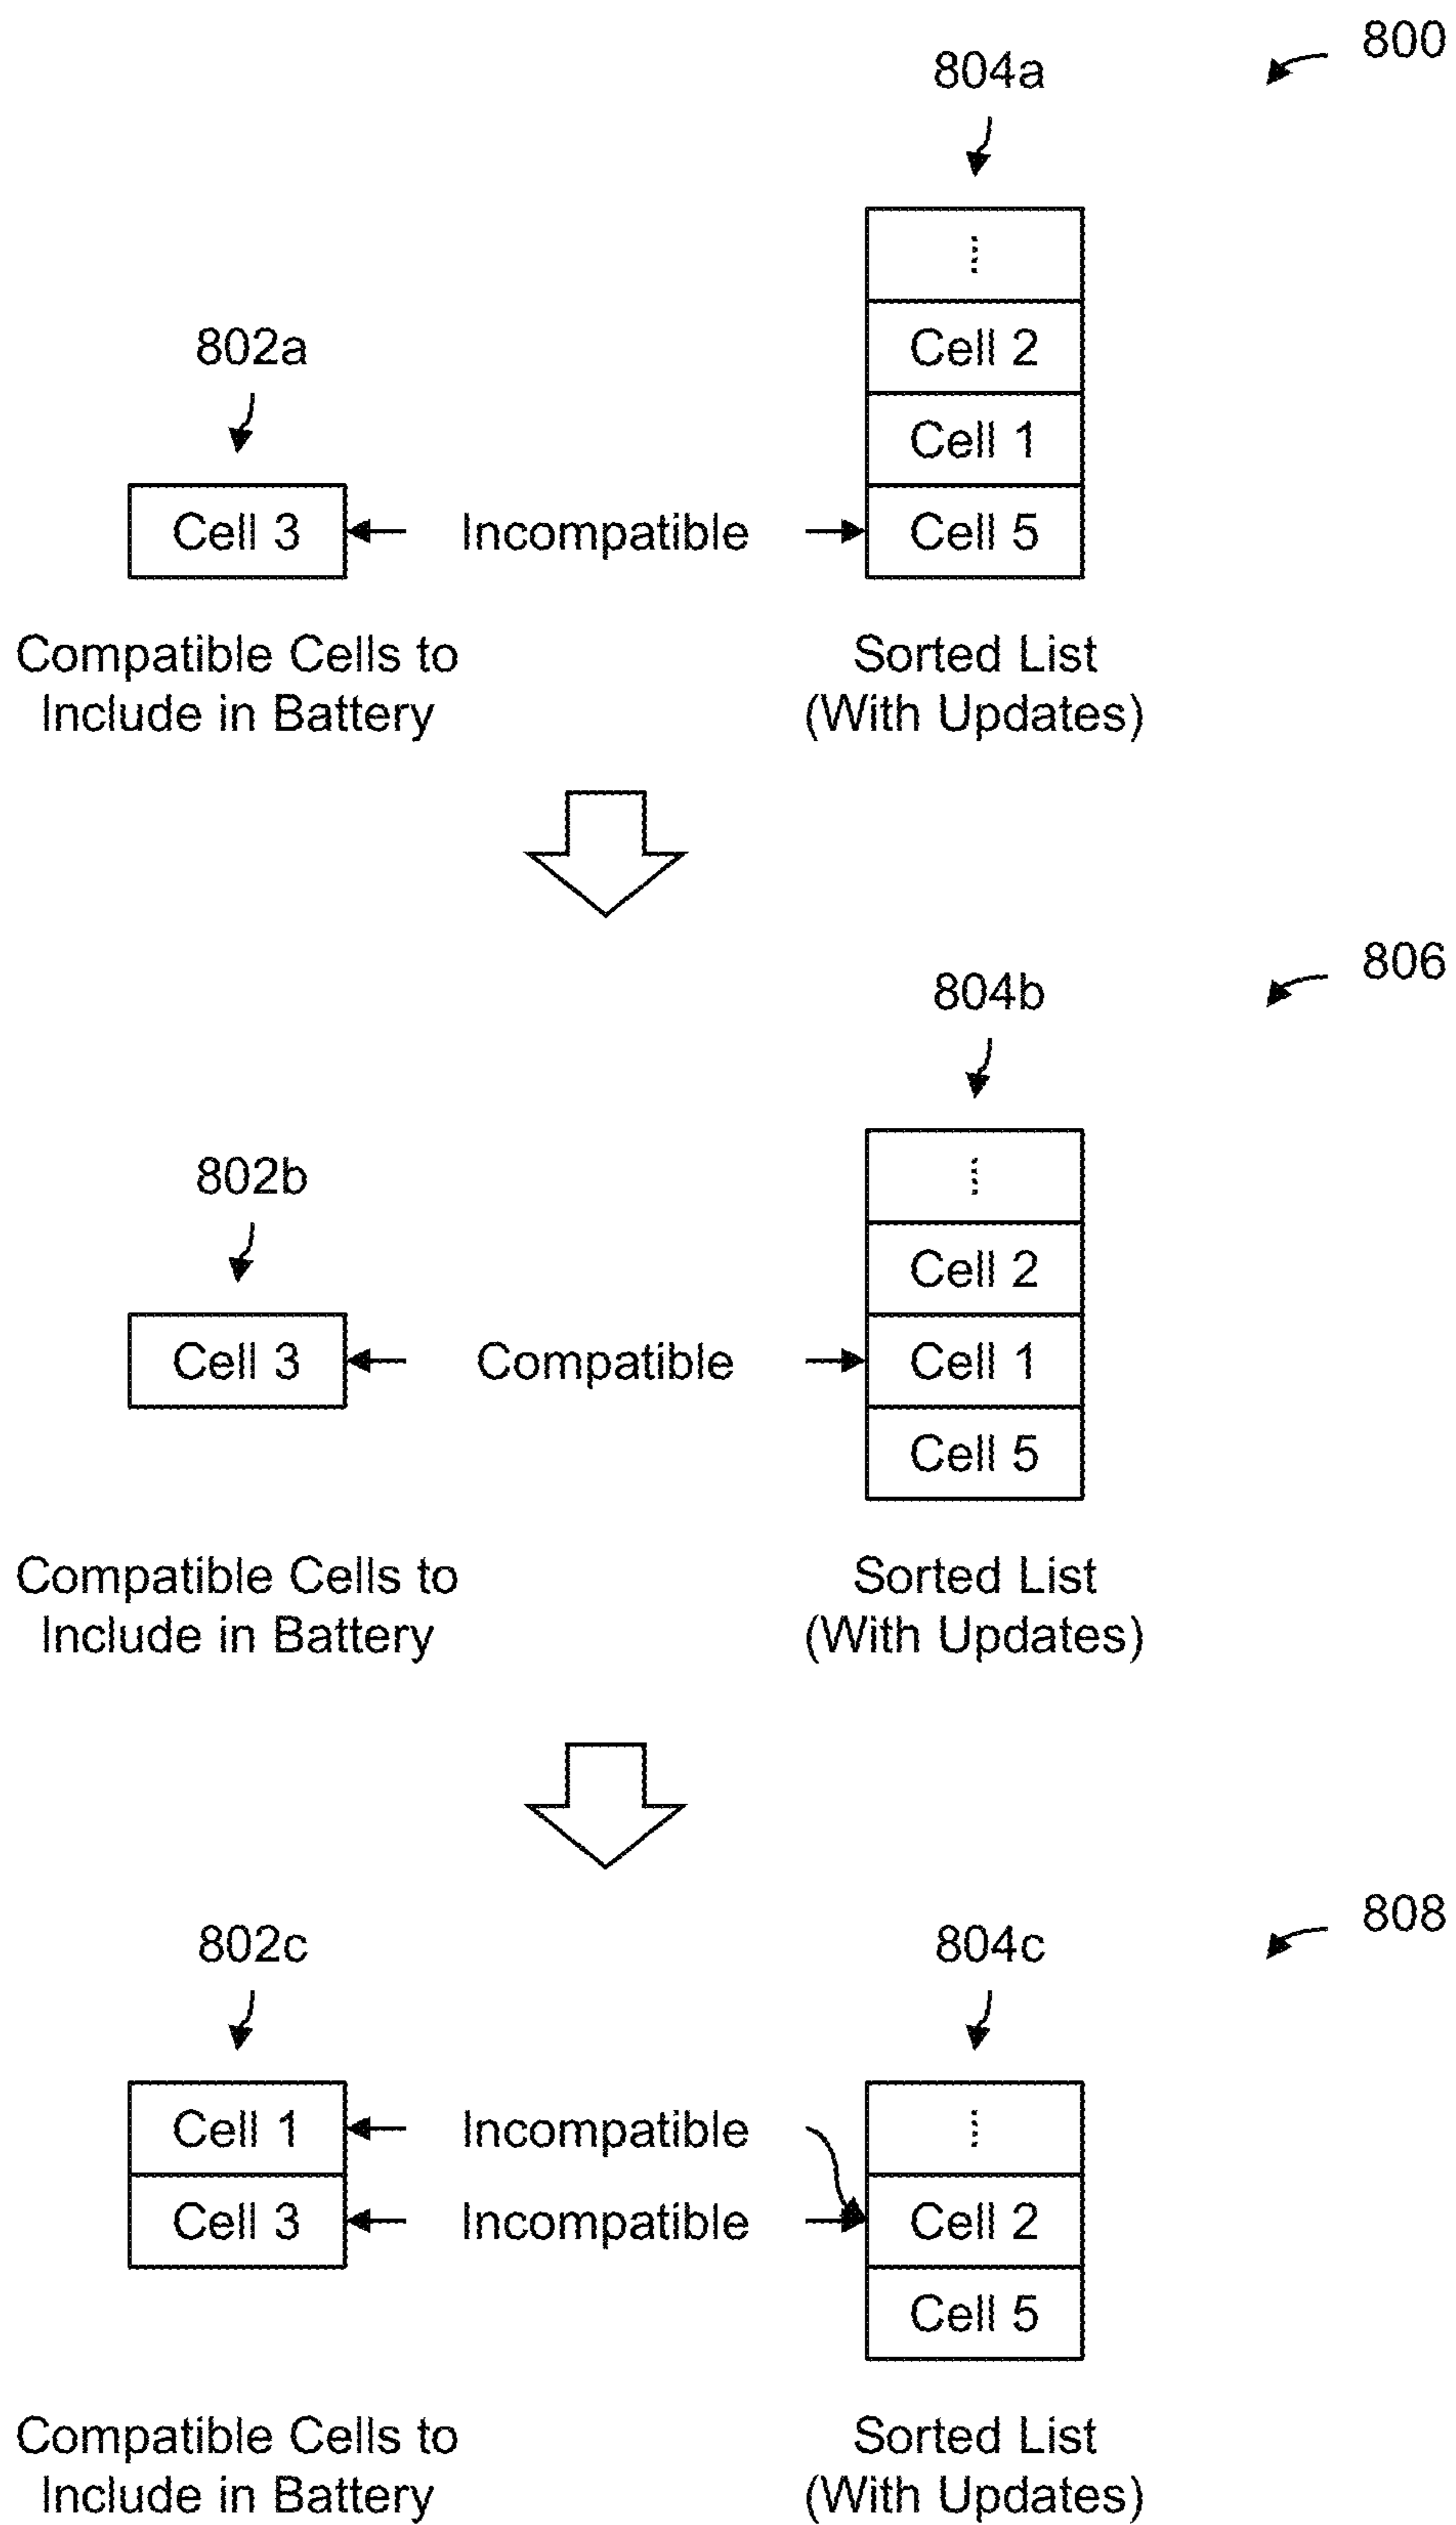 800
804a
⋮
Cell 2
802a
Cell 1
Cell 3 Incompatible Cell 5
Compatible Cells to Include in Battery
Sorted List (With Updates)
806
804b
⋮
802b
Cell 2
Cell 3 Compatible Cell 1
Cell 5
Compatible Cells to Include in Battery
Sorted List (With Updates)
808
802c 804c
Cell 1 Incompatible ⋮
Cell 3 Incompatible Cell 2
Cell 5
Compatible Cells to Include in Battery
Sorted List (With Updates)